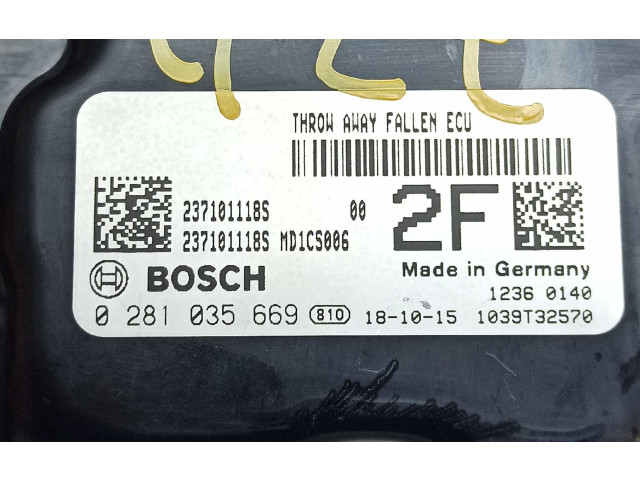 THROW AWAY FALLEN ECU
237101118S 00
237101118S MD1CS006
2F
BOSCH
Made in Germany
1236 0140
0 281 035 669 810 18-10-15 1039T32570